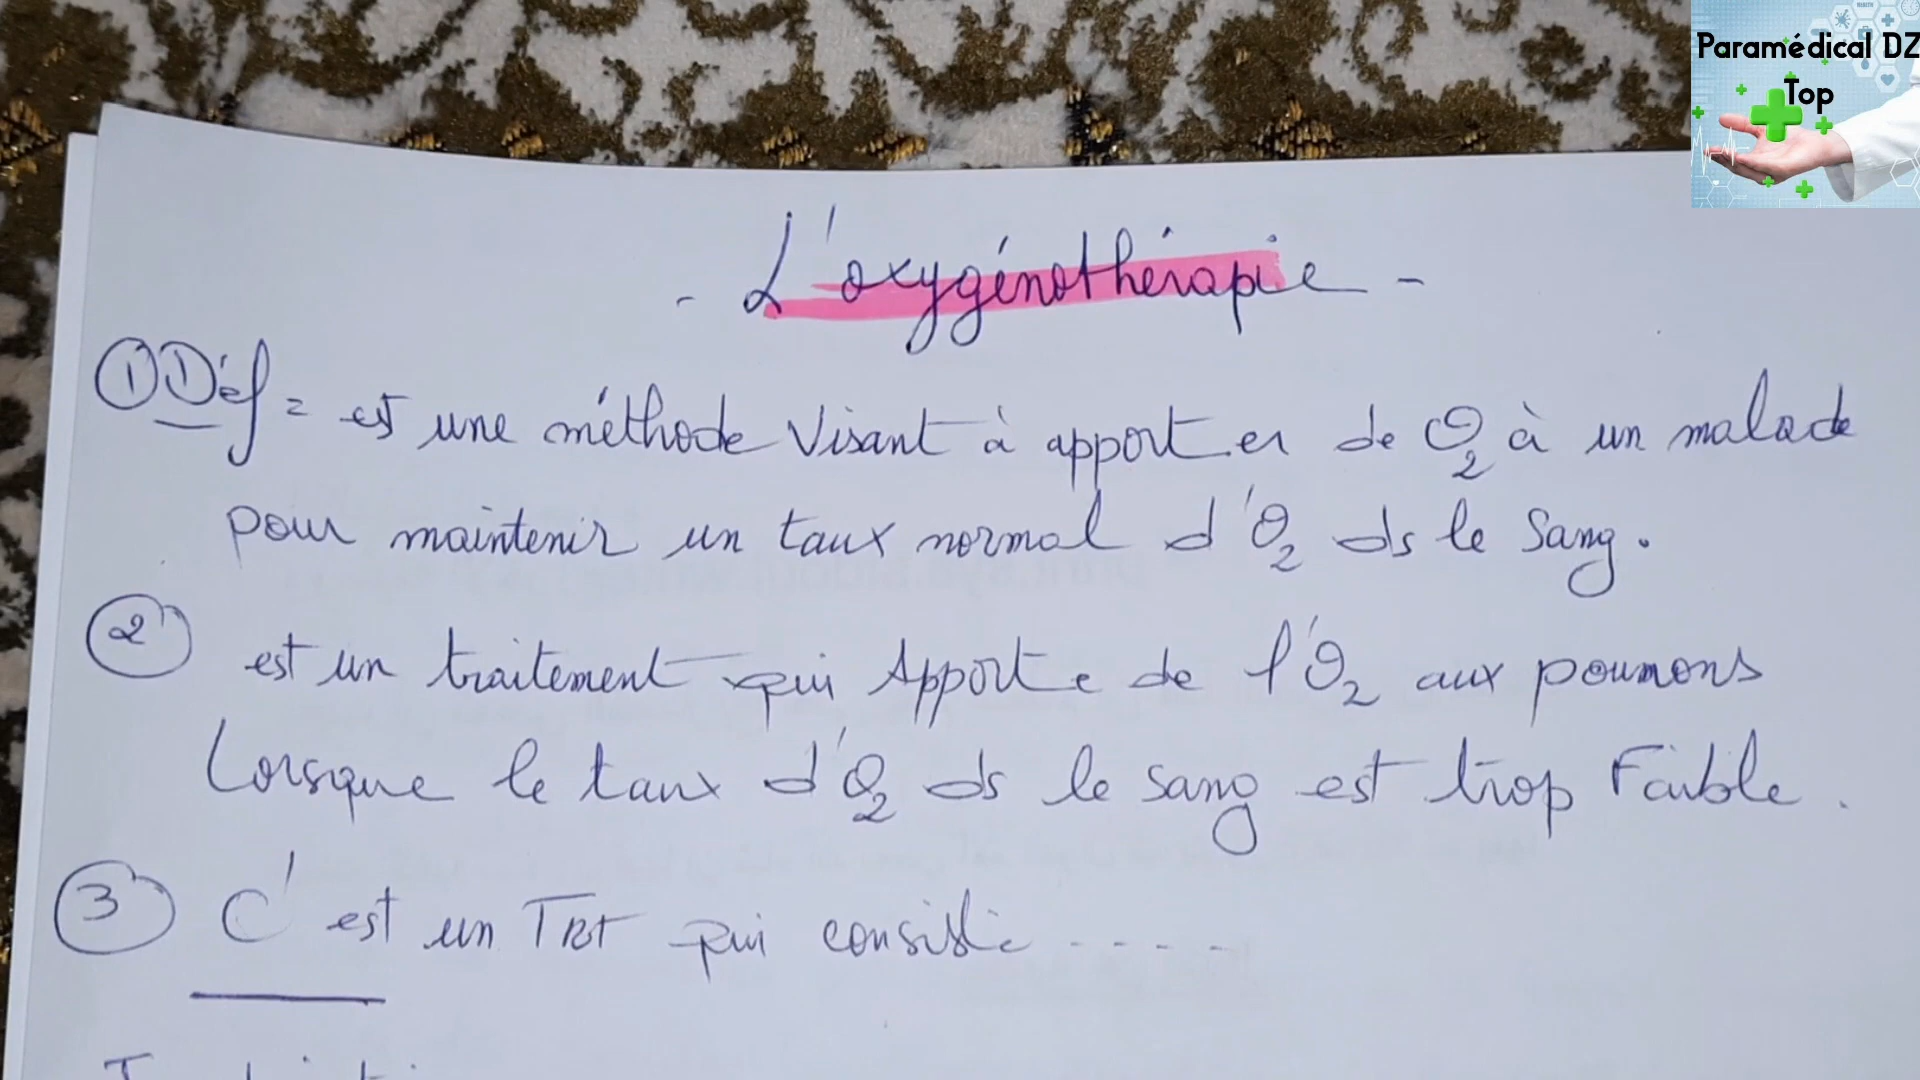 Paramédical DZ
Top
- L'oxygénothérapie -
① Déf = est une méthode visant à apporter de O2 à un malade
pour maintenir un taux normal d'O2 ds le sang.
② est un traitement qui Apporte de l'O2 aux poumons
Lorsque le taux d'O2 ds le sang est trop Faible.
③ C'est un TRT qui consiste - - - -